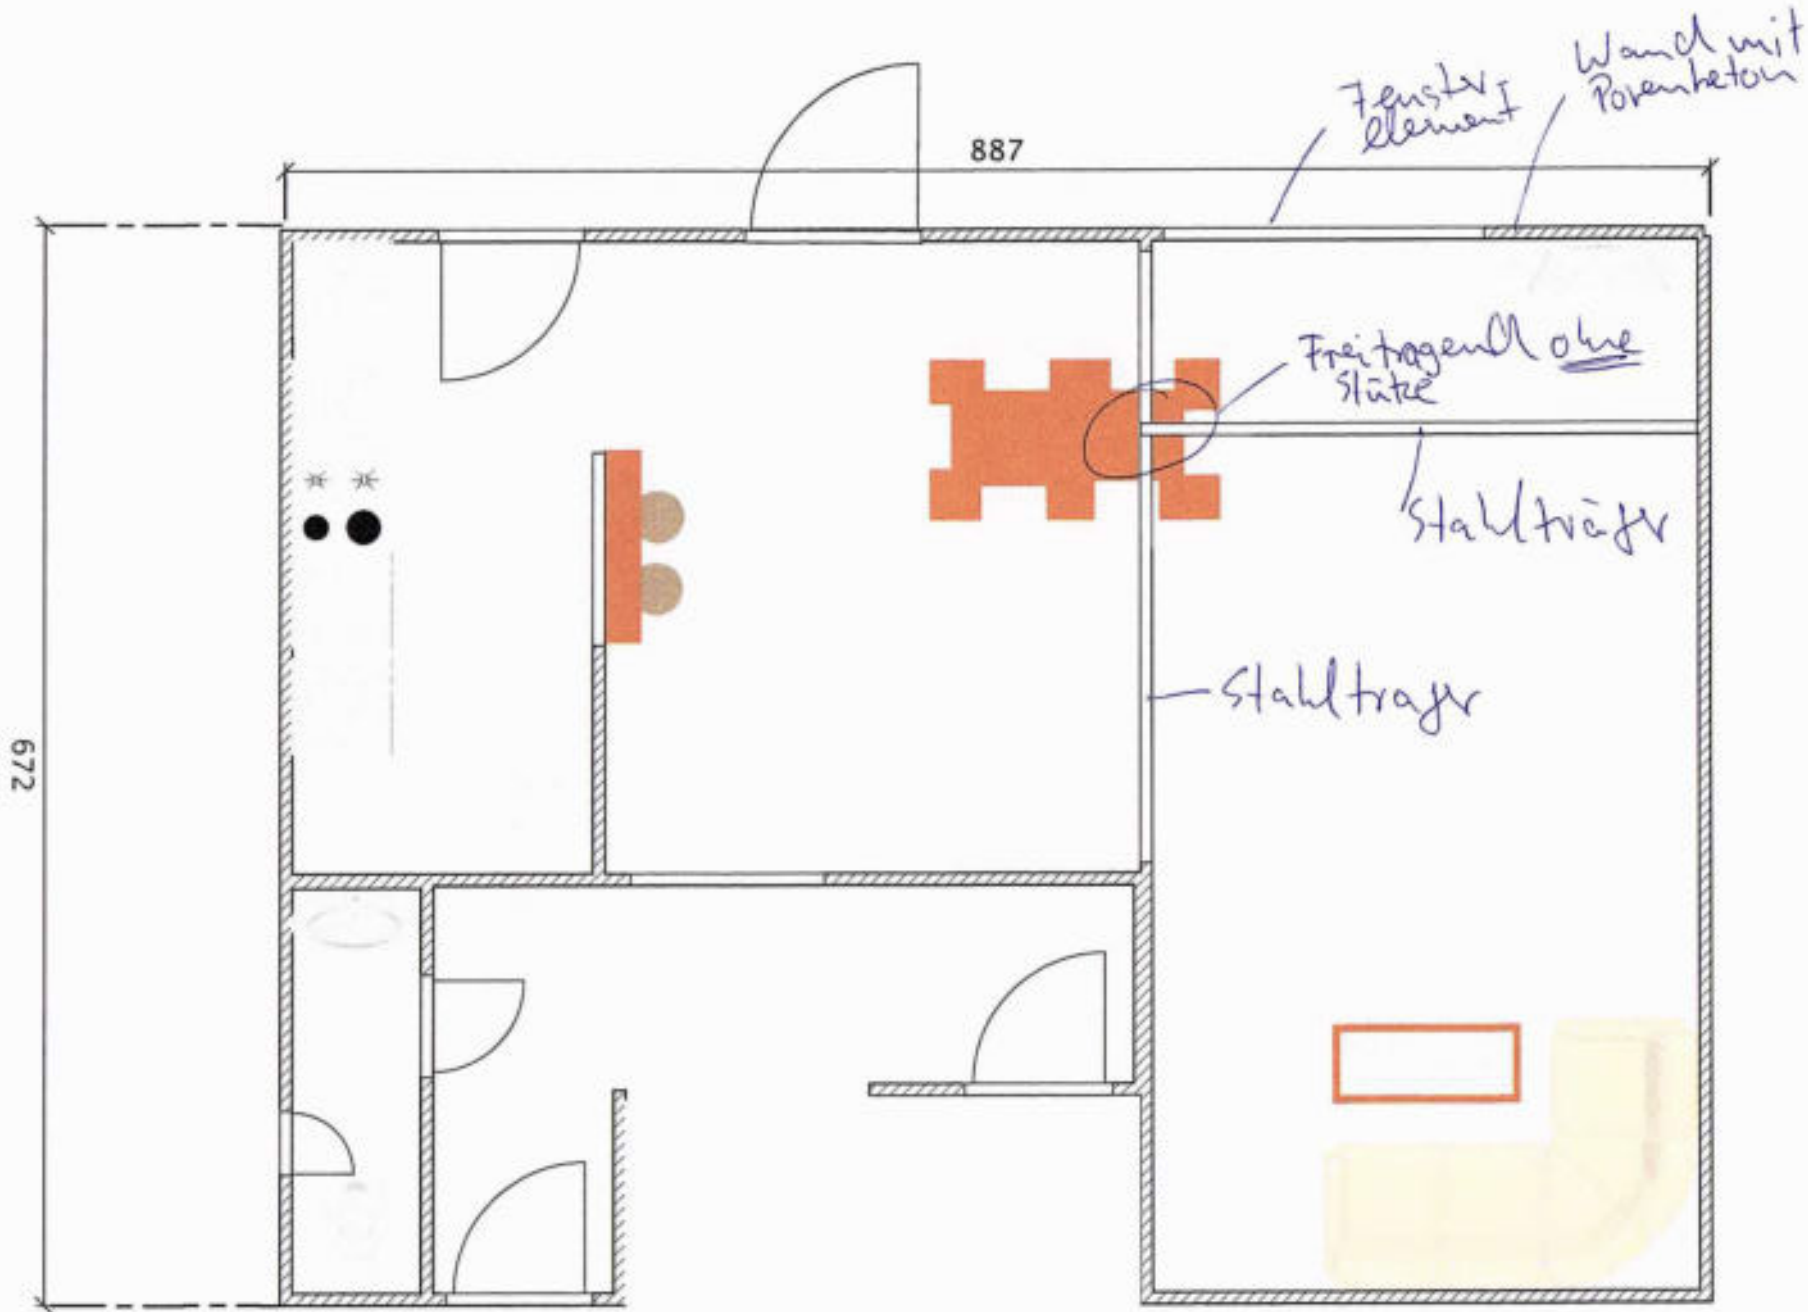 Fenster
element
Wand mit
Porenbeton
887
Freitragend ohne
Stütze
Stahlträger
Stahlträger
672